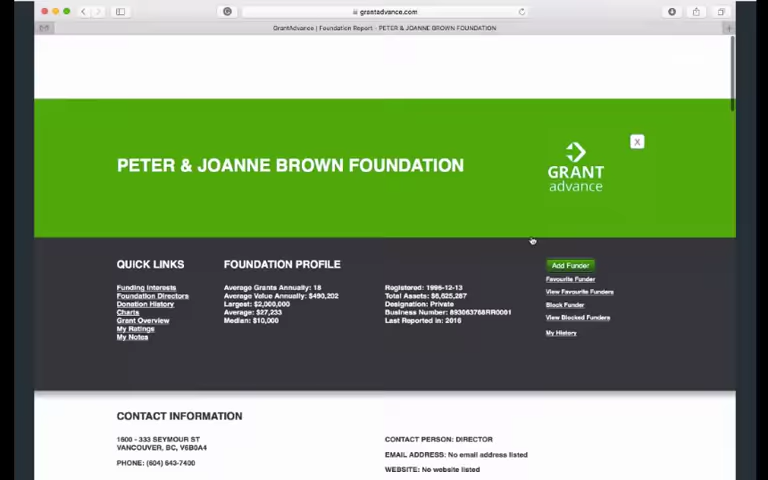 grantadvance.com
GrantAdvance | Foundation Report - PETER & JOANNE BROWN FOUNDATION
PETER & JOANNE BROWN FOUNDATION
X
GRANT
advance
QUICK LINKS
Funding Interests
Foundation Directors
Donation History
Charts
Grant Overview
My Ratings
My Notes
FOUNDATION PROFILE
Average Grants Annually: 18
Average Value Annually: $490,202
Largest: $2,000,000
Average: $27,233
Median: $10,000
Registered: 1995-12-13
Total Assets: $6,625,287
Designation: Private
Business Number: 893063768RR0001
Last Reported in: 2016
Add Funder
Favourite Funder
View Favourite Funders
Block Funder
View Blocked Funders
My History
CONTACT INFORMATION
1600 - 333 SEYMOUR ST
VANCOUVER, BC, V6B0A4
PHONE: (604) 643-7400
CONTACT PERSON: DIRECTOR
EMAIL ADDRESS: No email address listed
WEBSITE: No website listed